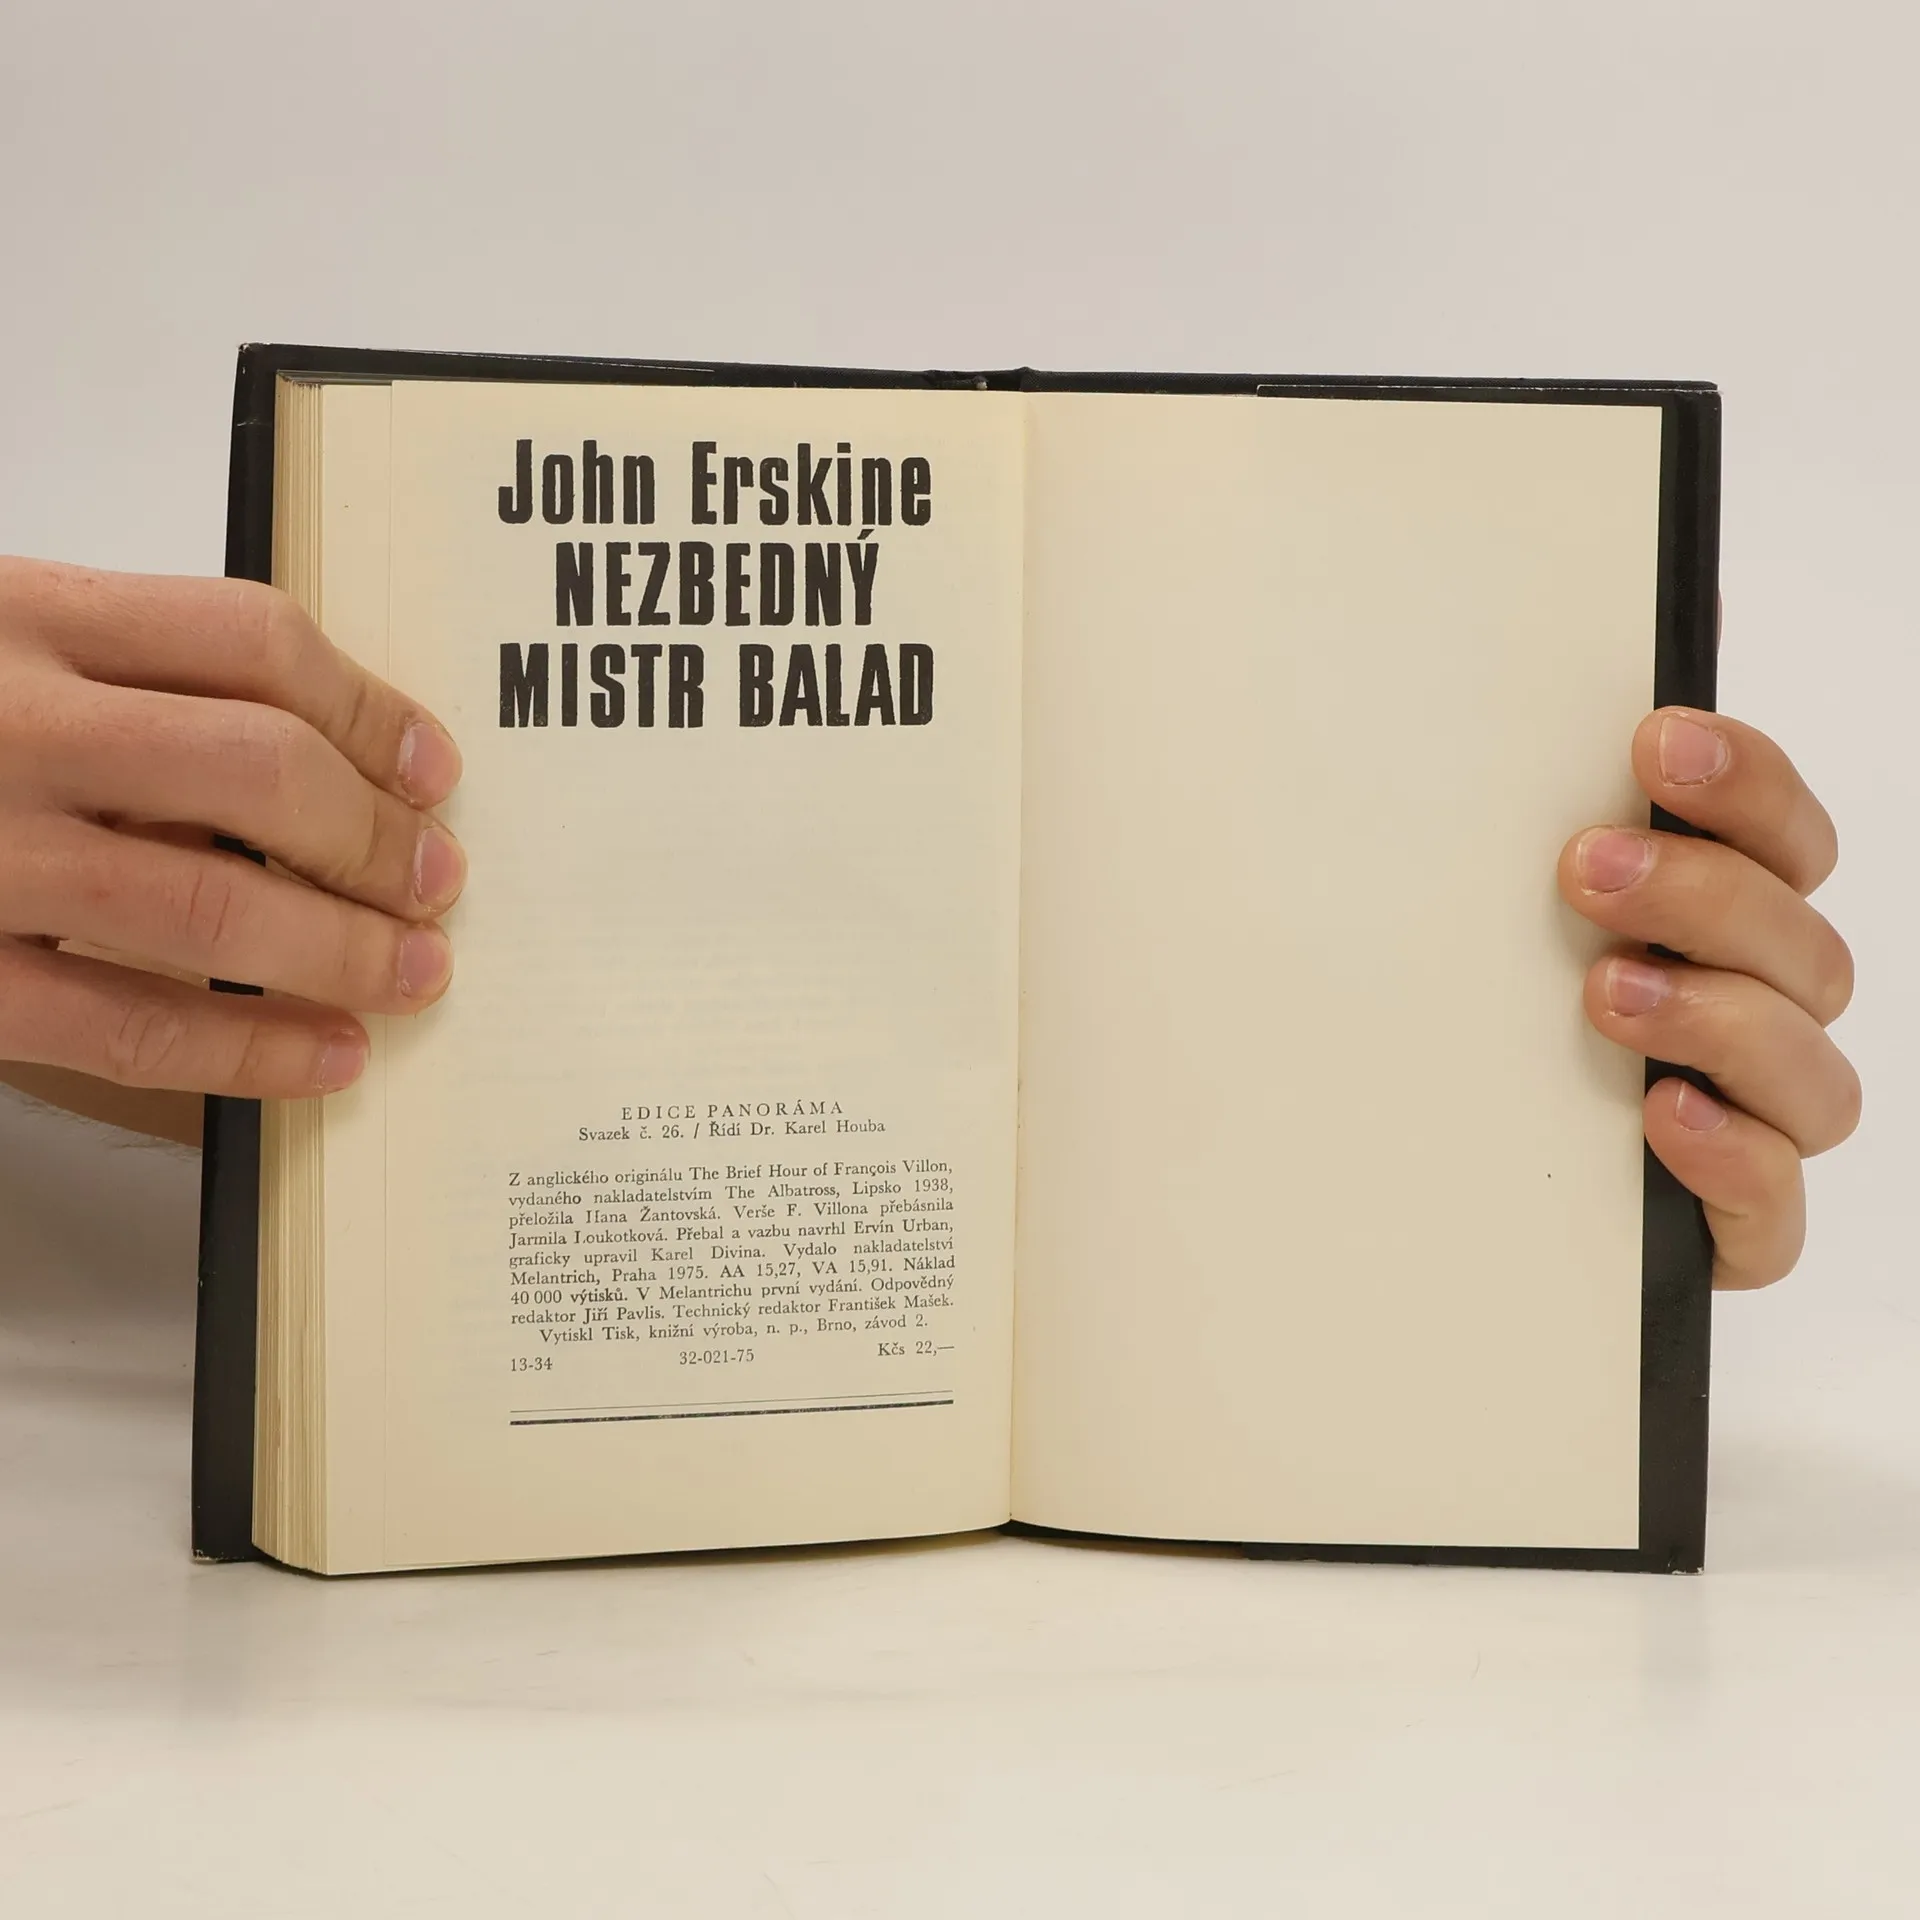 John Erskine
NEZBEDNÝ
MISTR BALAD
EDICE PANORÁMA
Svazek č. 26. / Řídí Dr. Karel Houba
Z anglického originálu The Brief Hour of François Villon,
vydaného nakladatelstvím The Albatross, Lipsko 1938,
přeložila Hana Žantovská. Verše F. Villona přebásnila
Jarmila Loukotková. Přebal a vazbu navrhl Ervín Urban,
graficky upravil Karel Divina. Vydalo nakladatelství
Melantrich, Praha 1975. AA 15,27, VA 15,91. Náklad
40 000 výtisků. V Melantrichu první vydání. Odpovědný
redaktor Jiří Pavlis. Technický redaktor František Mašek.
Vytiskl Tisk, knižní výroba, n. p., Brno, závod 2.
13-34 32-021-75 Kčs 22,—